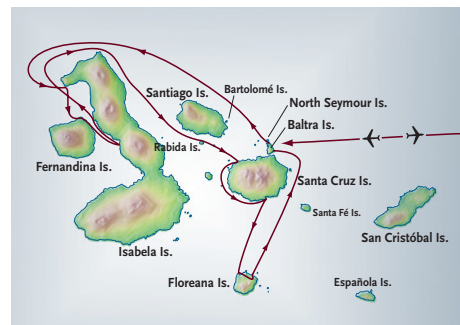 Santiago Is.
Bartolomé Is.
North Seymour Is.
Baltra Is.
Rabida Is.
Fernandina Is.
Santa Cruz Is.
Santa Fé Is.
San Cristóbal Is.
Isabela Is.
Floreana Is.
Española Is.